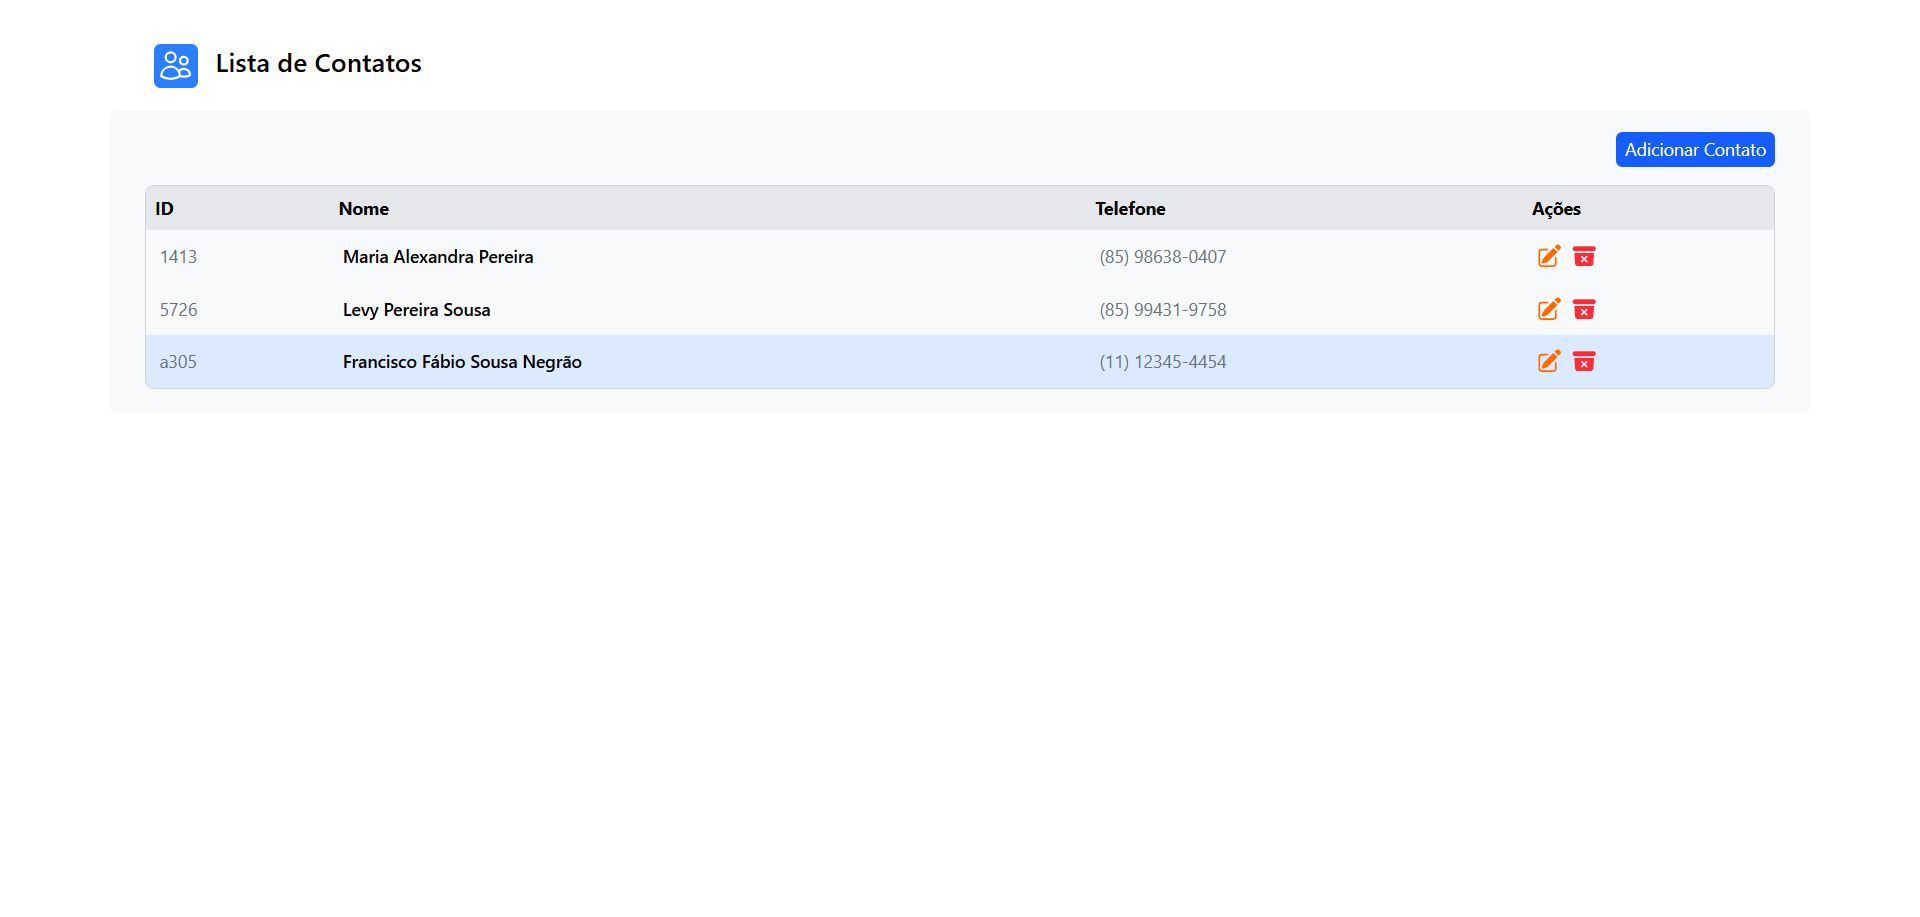 Lista de Contatos
Adicionar Contato
ID Nome Telefone Ações
1413 Maria Alexandra Pereira (85) 98638-0407
5726 Levy Pereira Sousa (85) 99431-9758
a305 Francisco Fábio Sousa Negrão (11) 12345-4454